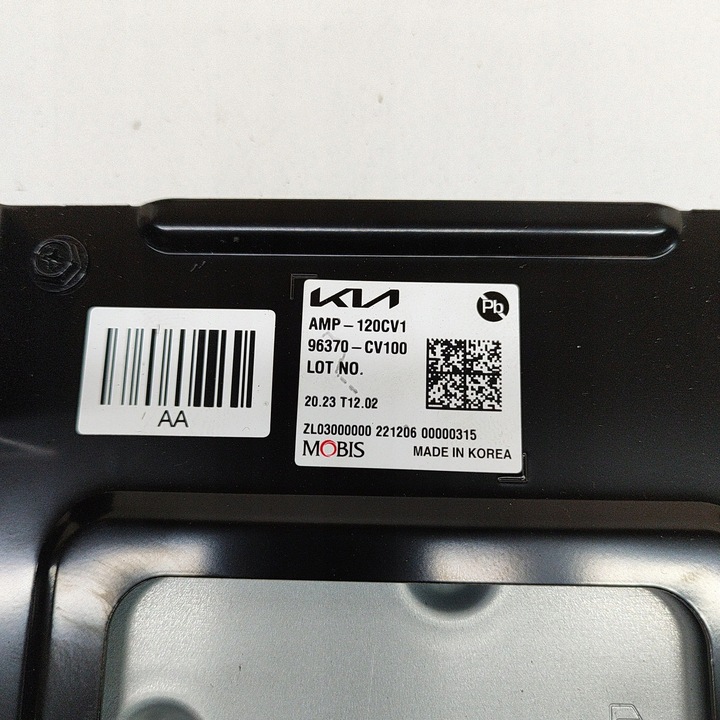 KIA
Pb
AMP-120CV1
96370-CV100
LOT NO.
20.23 T12.02
ZL03000000 221206 00000315
MOBIS MADE IN KOREA
AA